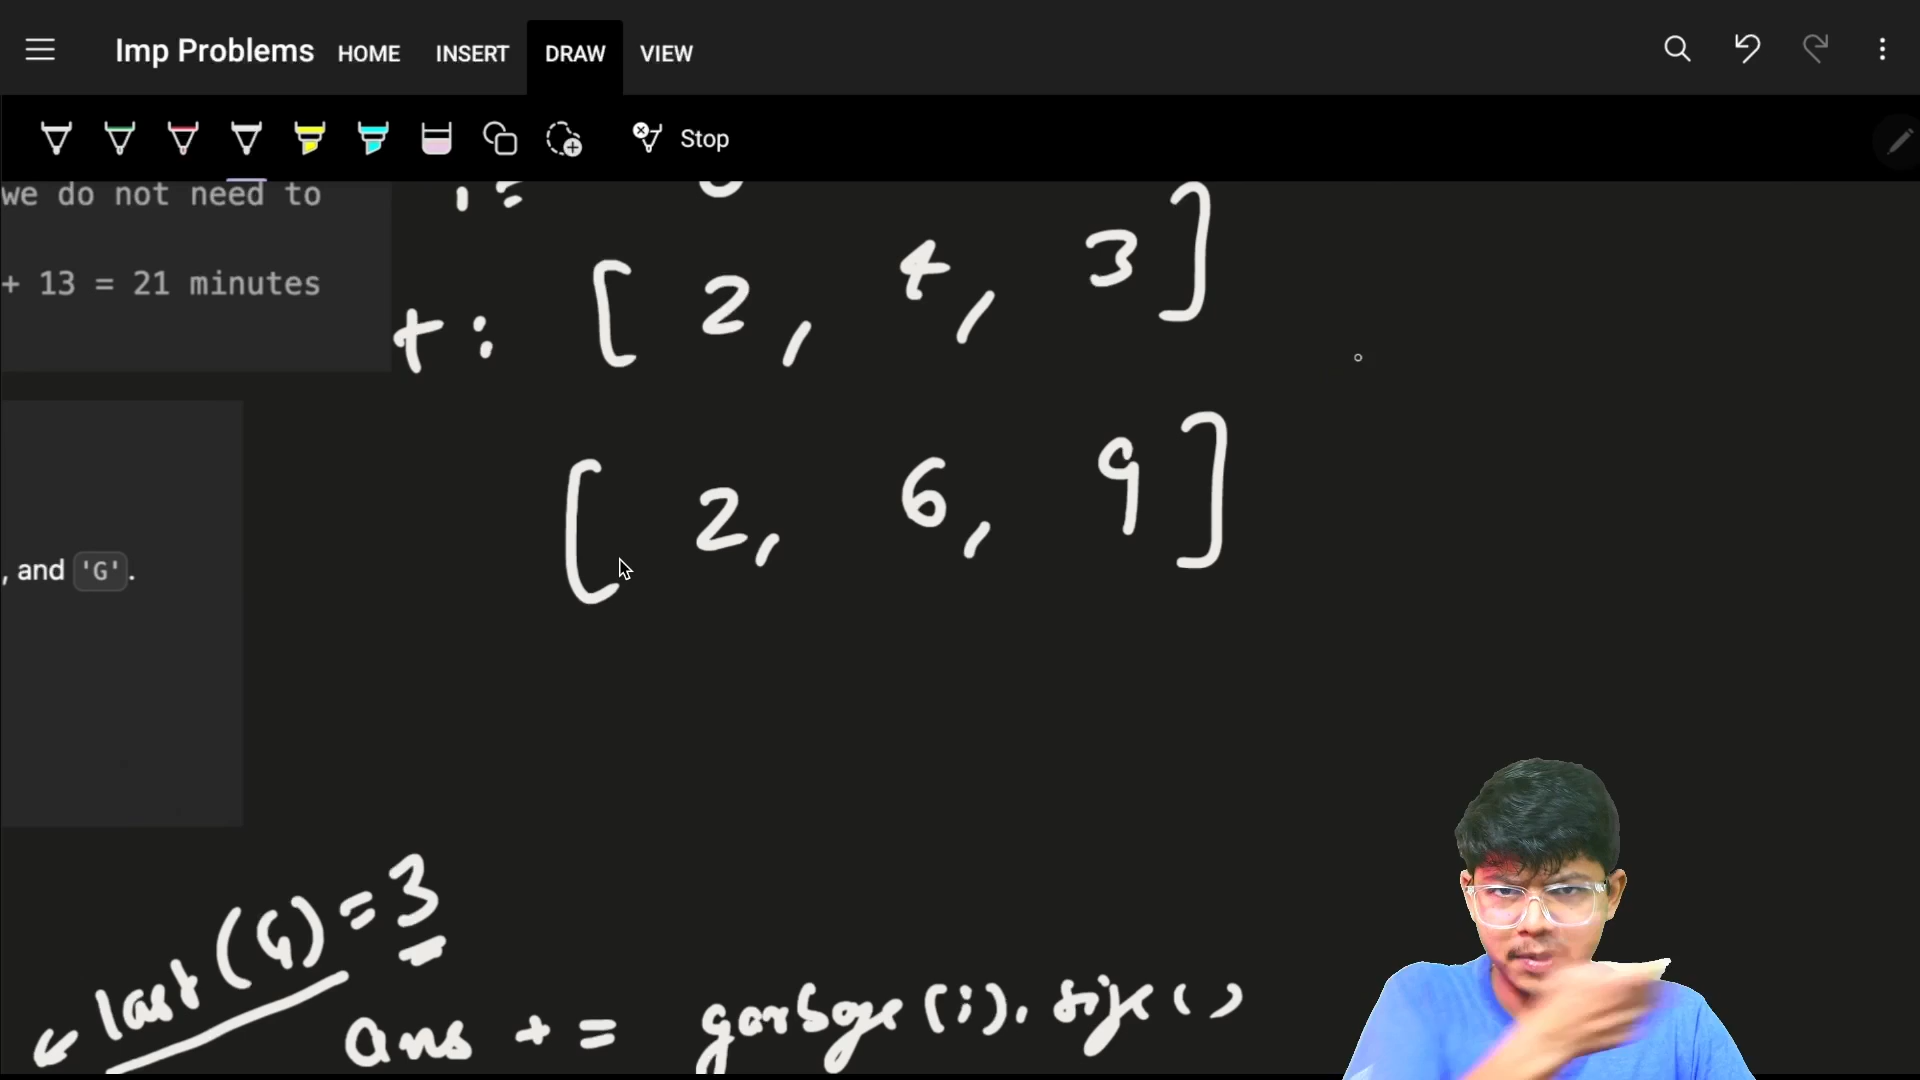 Imp Problems HOME INSERT DRAW VIEW
Stop
we do not need to
+ 13 = 21 minutes
, and 'G'.
t : [ 2 , 4 , 3 ]
[ 2, 6, 9 ]
last (G) = 3
ans + = garbage (i). size ()